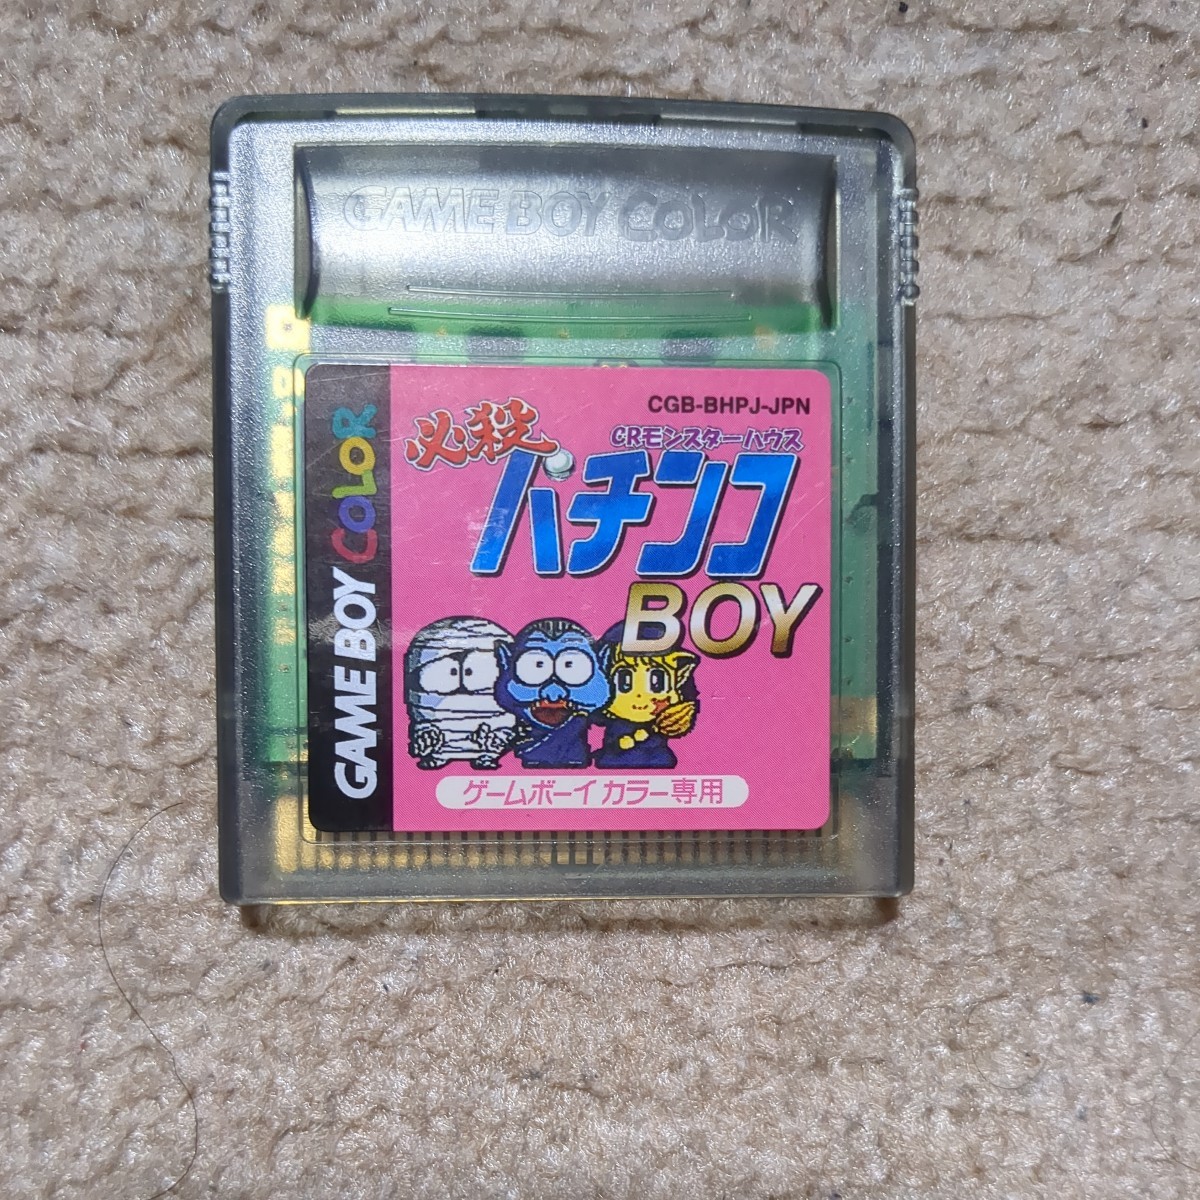 GAME BOY COLOR
GAME BOY COLOR
CGB-BHPJ-JPN
必殺
CRモンスターハウス
パチンコ
BOY
ゲームボーイカラー専用